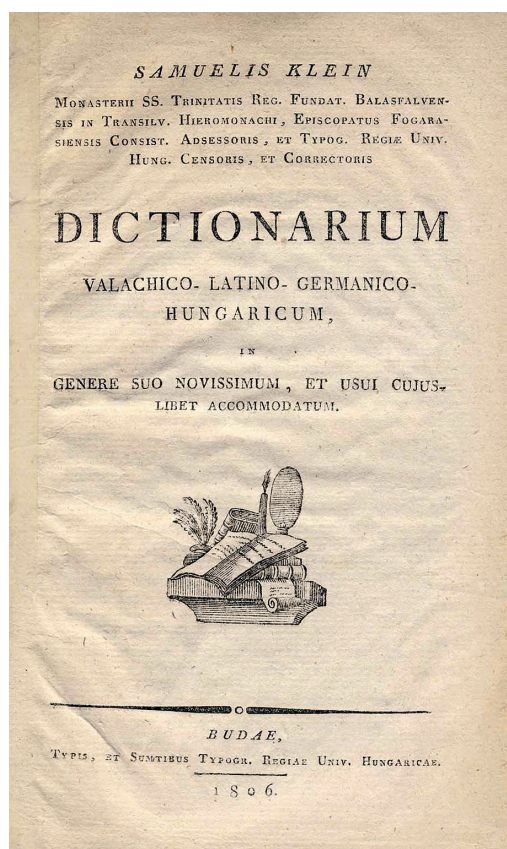 SAMUELIS KLEIN
MONASTERII SS. TRINITATIS REG. FUNDAT. BALASFALVEN-
SIS IN TRANSILV. HIEROMONACHI, EPISCOPATUS FOGARA-
SIENSIS CONSIST. ADSESSORIS, ET TYPOG. REGIÆ UNIV.
HUNG. CENSORIS, ET CORRECTORIS
DICTIONARIUM
VALACHICO- LATINO- GERMANICO-
HUNGARICUM,
IN
GENERE SUO NOVISSIMUM, ET USUI CUJUS-
LIBET ACCOMMODATUM.
BUDAE,
TYPIS, ET SUMTIBUS TYPOGR. REGIAE UNIV. HUNGARICAE.
1806.